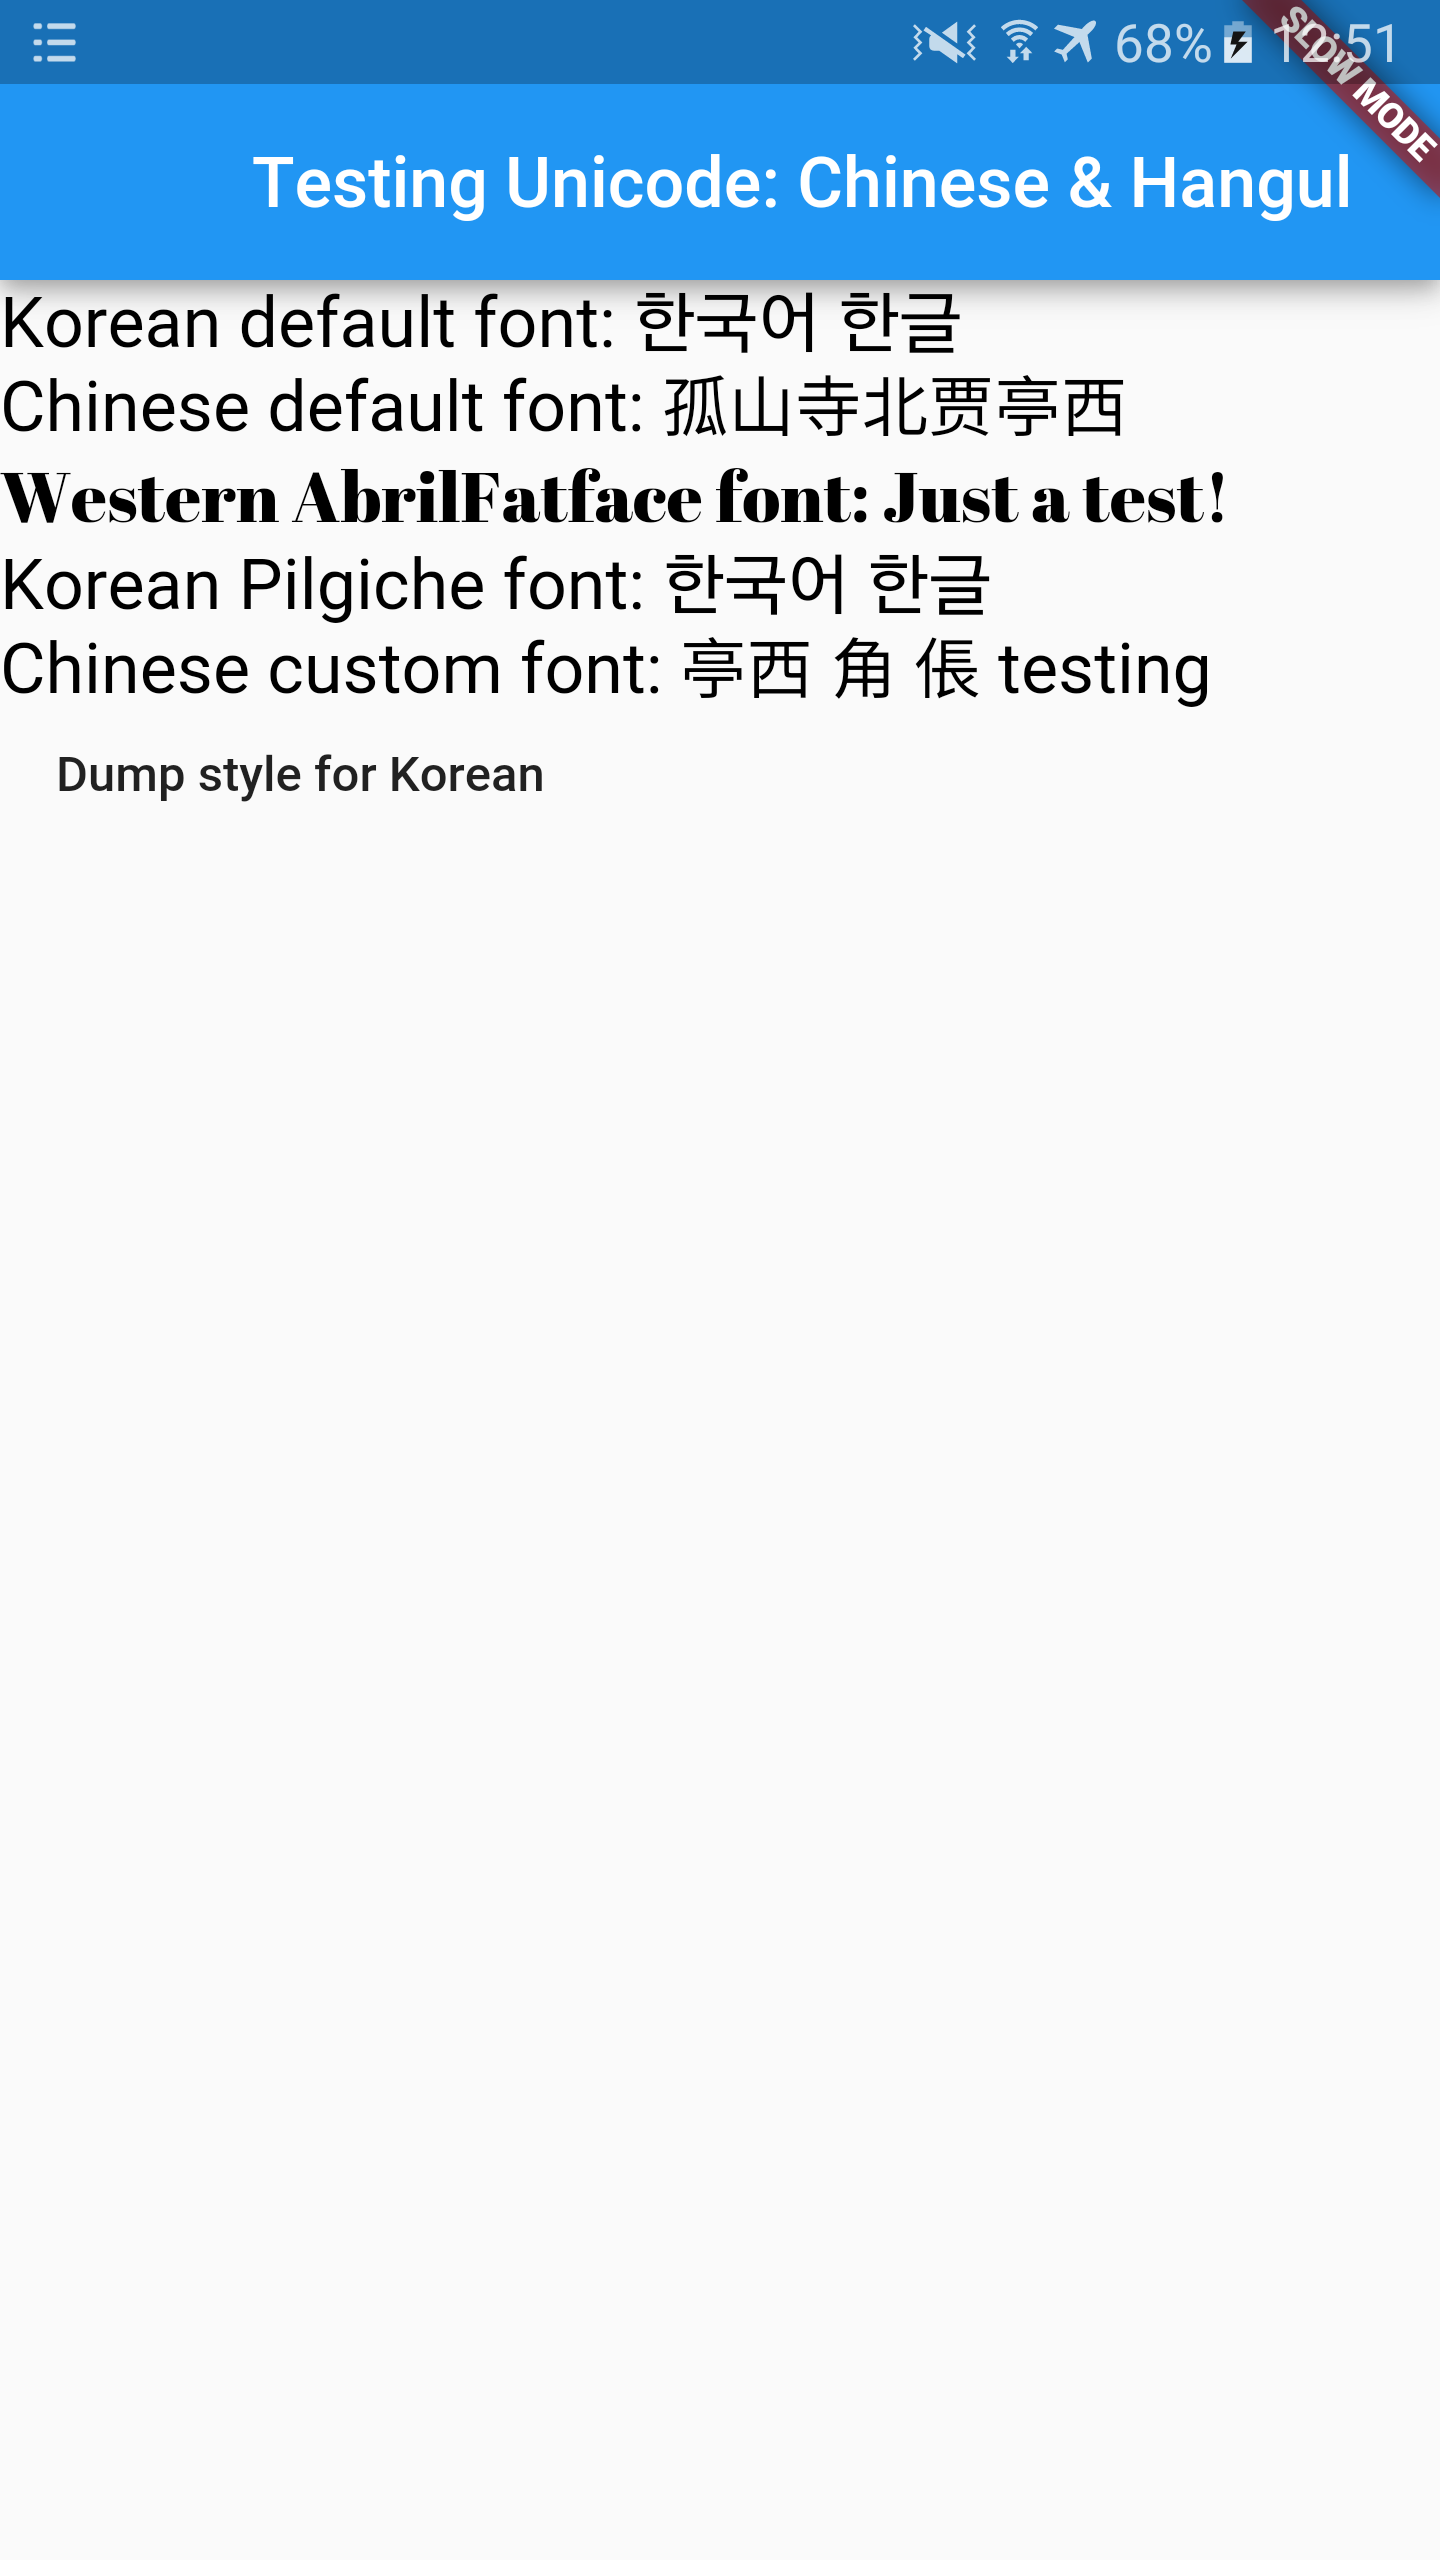 68% 12:51
SLOW MODE
Testing Unicode: Chinese & Hangul
Korean default font: 한국어 한글
Chinese default font: 孤山寺北贾亭西
Western AbrilFatface font: Just a test!
Korean Pilgiche font: 한국어 한글
Chinese custom font: 亭西 角 倀 testing
Dump style for Korean